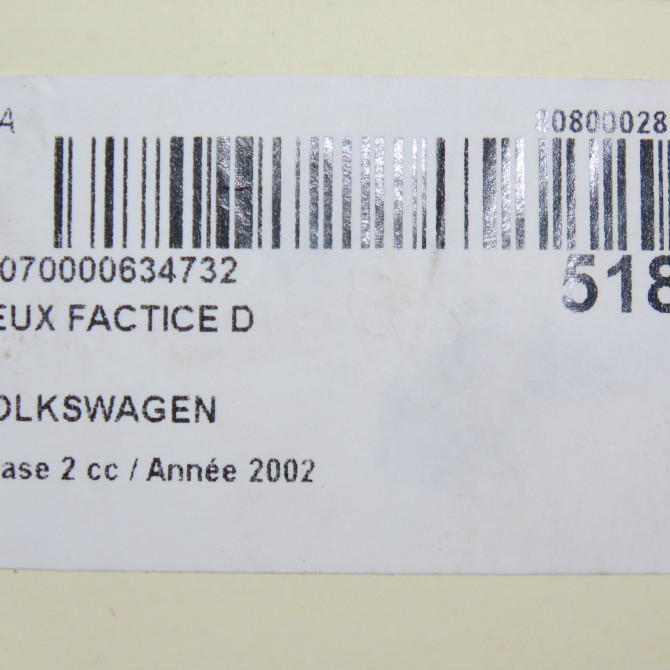 A 80800028
070000634732
518
EUX FACTICE D
OLKSWAGEN
ase 2 cc / Année 2002